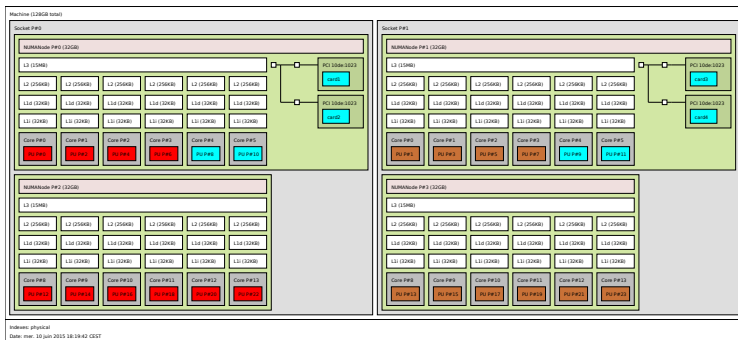 Machine (128GB total)
Socket P#0
Socket P#1
NUMANode P#0 (32GB)
NUMANode P#1 (32GB)
L3 (15MB)
PCI 10de:1023
L3 (15MB)
PCI 10de:1023
card1
card3
L2 (256KB) L2 (256KB) L2 (256KB) L2 (256KB) L2 (256KB) L2 (256KB)
L2 (256KB) L2 (256KB) L2 (256KB) L2 (256KB) L2 (256KB) L2 (256KB)
L1d (32KB) L1d (32KB) L1d (32KB) L1d (32KB) L1d (32KB) L1d (32KB)
PCI 10de:1023
L1d (32KB) L1d (32KB) L1d (32KB) L1d (32KB) L1d (32KB) L1d (32KB)
PCI 10de:1023
card2
card4
L1i (32KB) L1i (32KB) L1i (32KB) L1i (32KB) L1i (32KB) L1i (32KB)
L1i (32KB) L1i (32KB) L1i (32KB) L1i (32KB) L1i (32KB) L1i (32KB)
Core P#0 Core P#1 Core P#2 Core P#3 Core P#4 Core P#5
Core P#0 Core P#1 Core P#2 Core P#3 Core P#4 Core P#5
PU P#8 PU P#10
PU P#1 PU P#3 PU P#5 PU P#7 PU P#9 PU P#11
NUMANode P#2 (32GB)
NUMANode P#3 (32GB)
L3 (15MB)
L3 (15MB)
L2 (256KB) L2 (256KB) L2 (256KB) L2 (256KB) L2 (256KB) L2 (256KB)
L2 (256KB) L2 (256KB) L2 (256KB) L2 (256KB) L2 (256KB) L2 (256KB)
L1d (32KB) L1d (32KB) L1d (32KB) L1d (32KB) L1d (32KB) L1d (32KB)
L1d (32KB) L1d (32KB) L1d (32KB) L1d (32KB) L1d (32KB) L1d (32KB)
L1i (32KB) L1i (32KB) L1i (32KB) L1i (32KB) L1i (32KB) L1i (32KB)
L1i (32KB) L1i (32KB) L1i (32KB) L1i (32KB) L1i (32KB) L1i (32KB)
Core P#8 Core P#9 Core P#10 Core P#11 Core P#12 Core P#13
Core P#8 Core P#9 Core P#10 Core P#11 Core P#12 Core P#13
PU P#13 PU P#15 PU P#17 PU P#19 PU P#21 PU P#23
Indexes: physical
Date: mer. 10 juin 2015 18:19:42 CEST